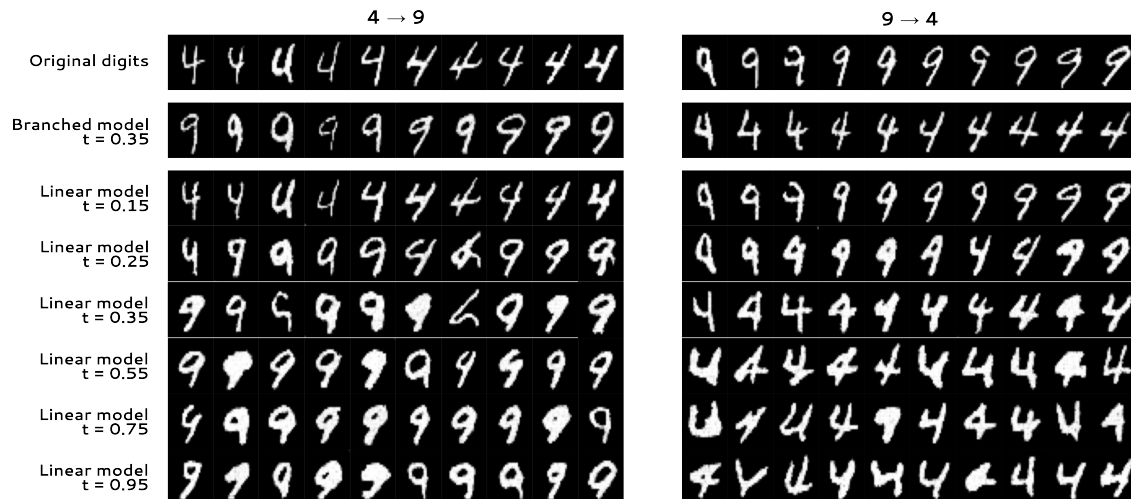 4 → 9
9 → 4
Original digits
Branched model
t = 0.35
Linear model
t = 0.15
Linear model
t = 0.25
Linear model
t = 0.35
Linear model
t = 0.55
Linear model
t = 0.75
Linear model
t = 0.95